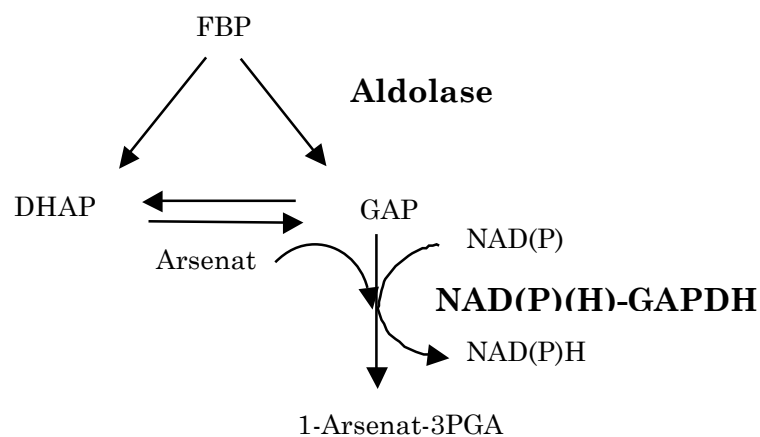 FBP
Aldolase
DHAP
GAP
Arsenat
NAD(P)
NAD(P)(H)-GAPDH
NAD(P)H
1-Arsenat-3PGA